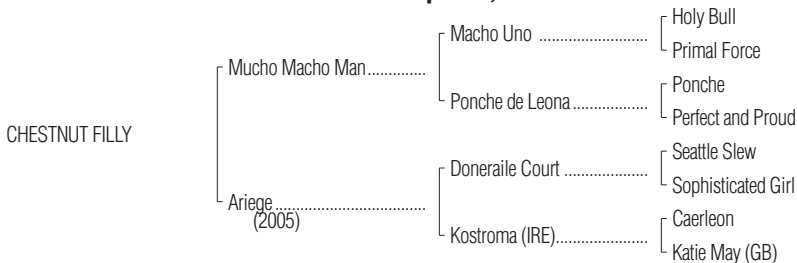 Holy Bull
Macho Uno ........................
Primal Force
Mucho Macho Man..............
Ponche
Ponche de Leona .................
Perfect and Proud
CHESTNUT FILLY
Seattle Slew
Doneraile Court ...................
Sophisticated Girl
Ariege ...................................
(2005)
Caerleon
Kostroma (IRE).....................
Katie May (GB)